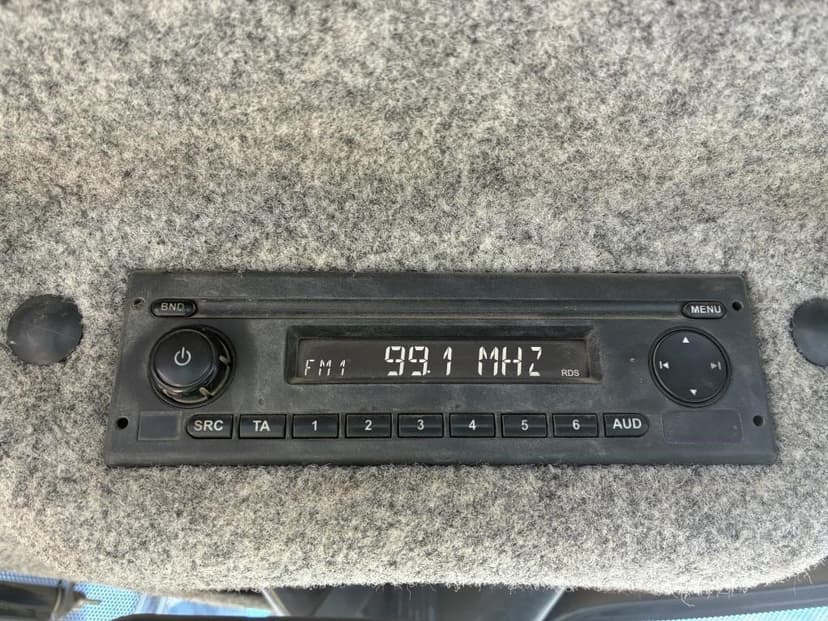 BND
MENU
FM1 99.1 MHZ RDS
SRC TA 1 2 3 4 5 6 AUD